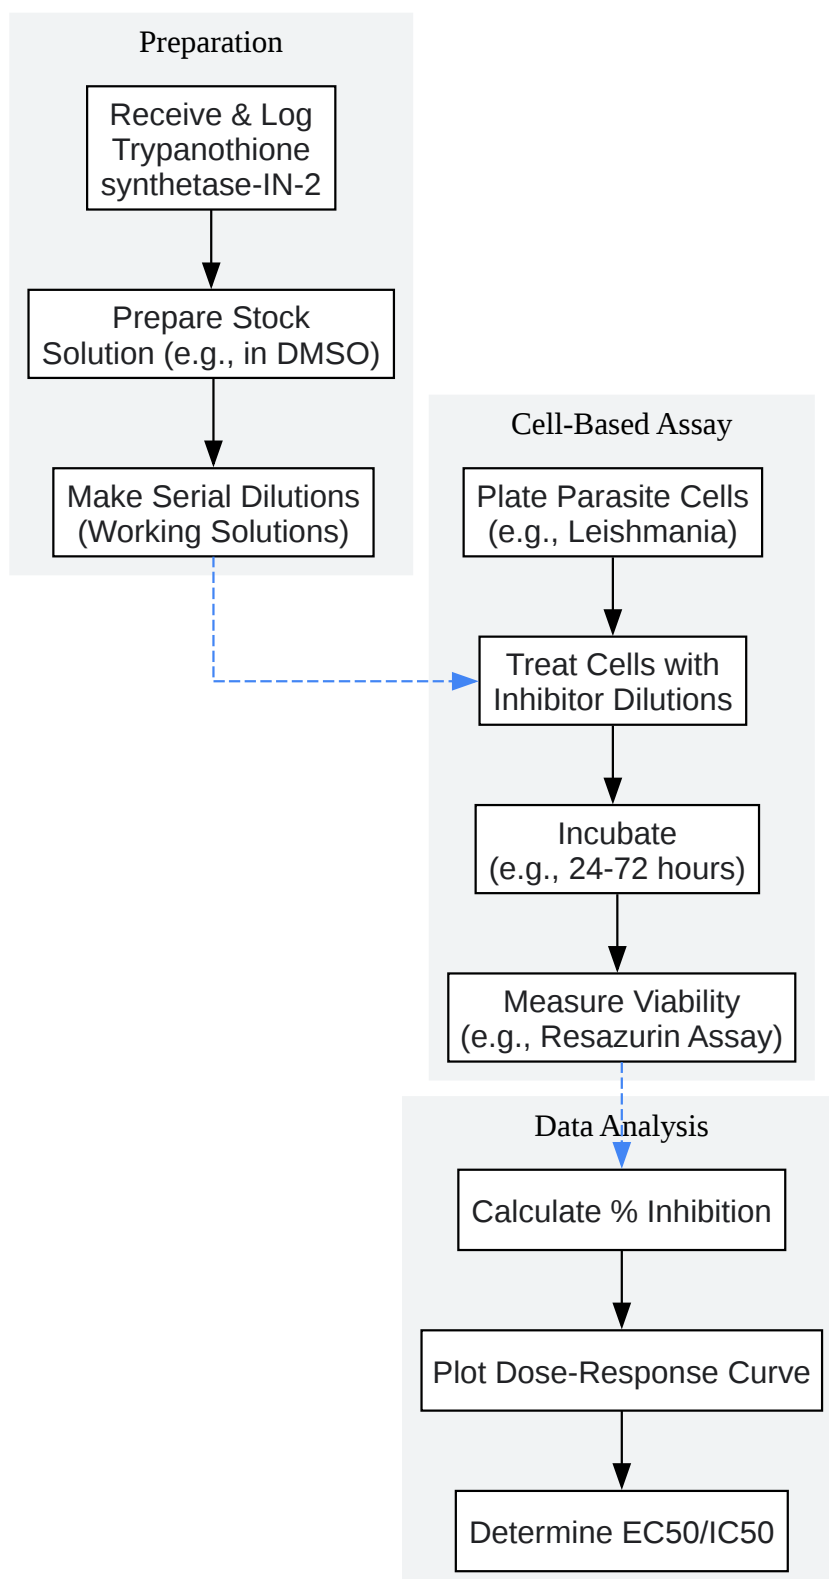 Preparation
Receive & Log
Trypanothione
synthetase-IN-2
Prepare Stock
Solution (e.g., in DMSO)
Make Serial Dilutions
(Working Solutions)
Cell-Based Assay
Plate Parasite Cells
(e.g., Leishmania)
Treat Cells with
Inhibitor Dilutions
Incubate
(e.g., 24-72 hours)
Measure Viability
(e.g., Resazurin Assay)
Data Analysis
Calculate % Inhibition
Plot Dose-Response Curve
Determine EC50/IC50